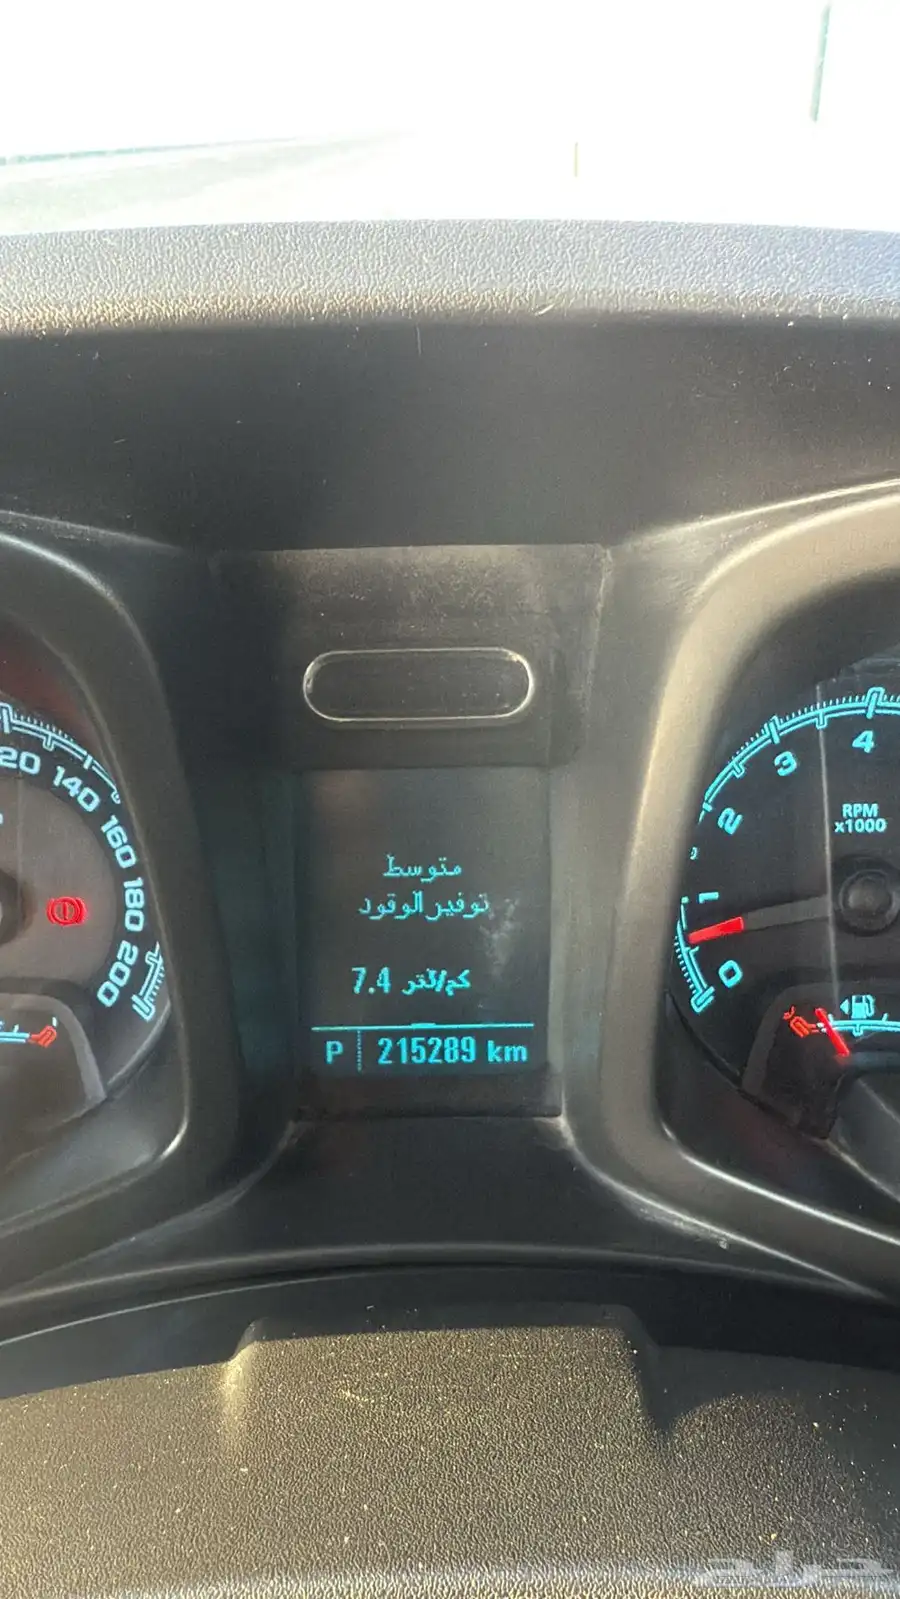 متوسط
توفير الوقود
7.4 كم/لتر
P 215289 km
20 140 160 180 200
0 1 2 3 4
RPM
x1000
حراج